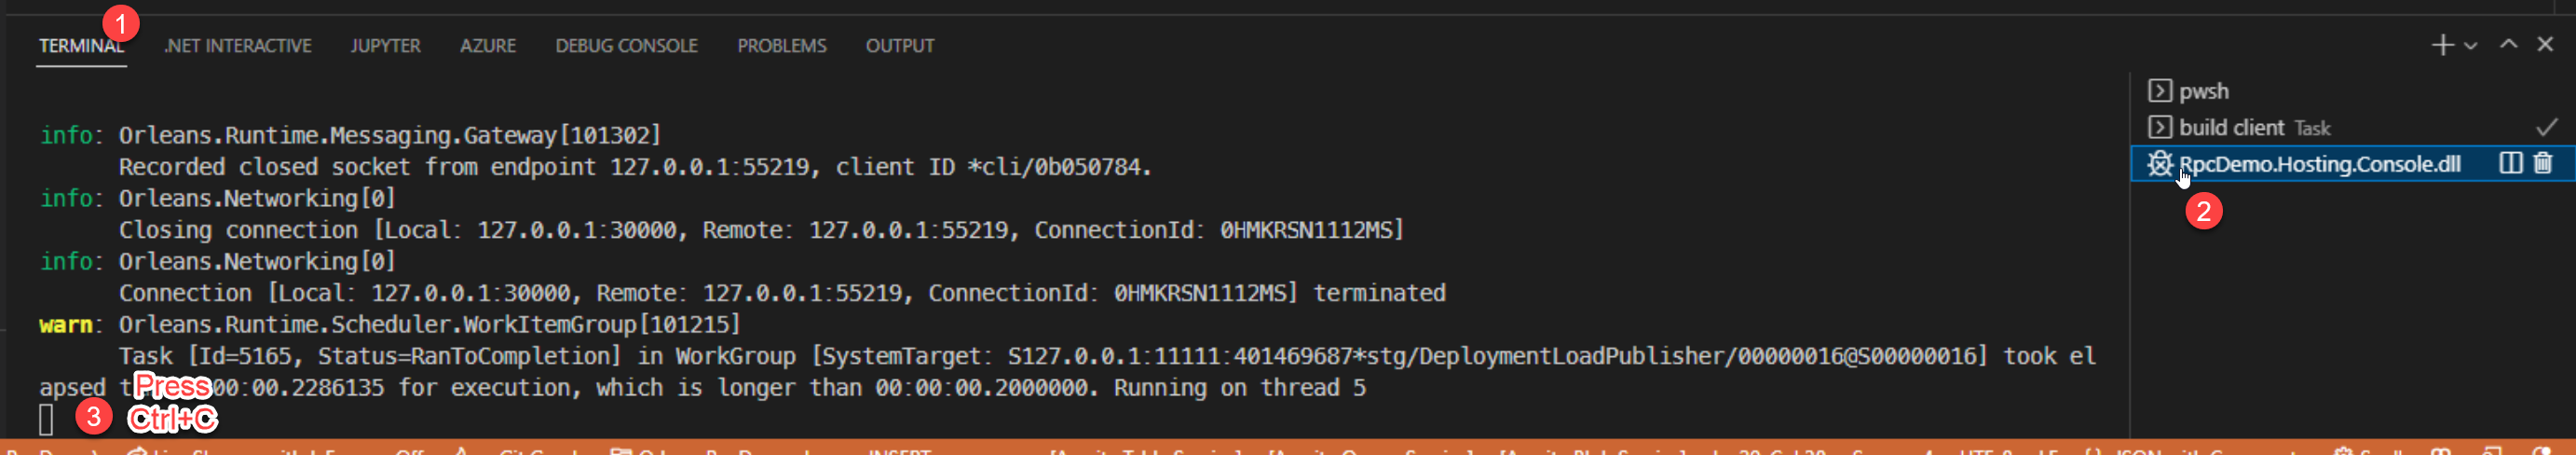 1
TERMINAL .NET INTERACTIVE JUPYTER AZURE DEBUG CONSOLE PROBLEMS OUTPUT
pwsh
build client Task
RpcDemo.Hosting.Console.dll
2
info: Orleans.Runtime.Messaging.Gateway[101302]
Recorded closed socket from endpoint 127.0.0.1:55219, client ID *cli/0b050784.
info: Orleans.Networking[0]
Closing connection [Local: 127.0.0.1:30000, Remote: 127.0.0.1:55219, ConnectionId: 0HMKRSN1112MS]
info: Orleans.Networking[0]
Connection [Local: 127.0.0.1:30000, Remote: 127.0.0.1:55219, ConnectionId: 0HMKRSN1112MS] terminated
warn: Orleans.Runtime.Scheduler.WorkItemGroup[101215]
Task [Id=5165, Status=RanToCompletion] in WorkGroup [SystemTarget: S127.0.0.1:11111:401469687*stg/DeploymentLoadPublisher/00000016@S00000016] took el
apsed 00:00.2286135 for execution, which is longer than 00:00:00.2000000. Running on thread 5
3
Press
Ctrl+C